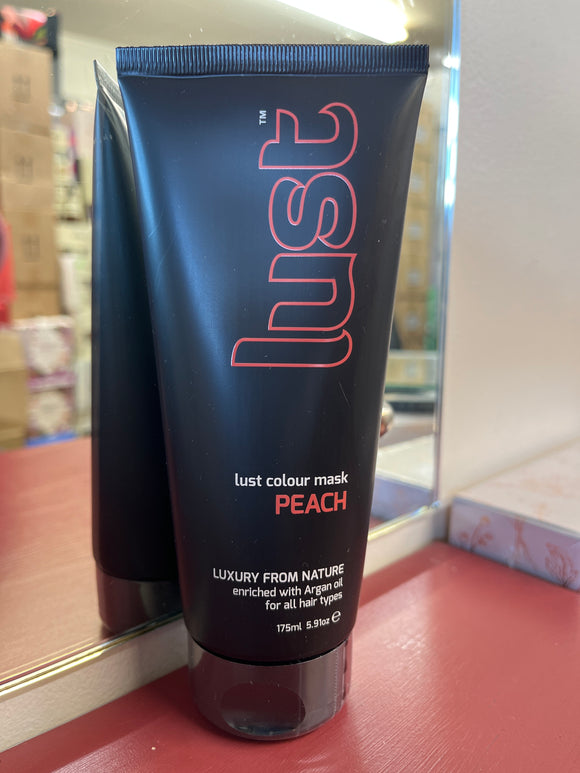 lust™
lust colour mask
PEACH
LUXURY FROM NATURE
enriched with Argan oil
for all hair types
175ml 5.91oz ℮